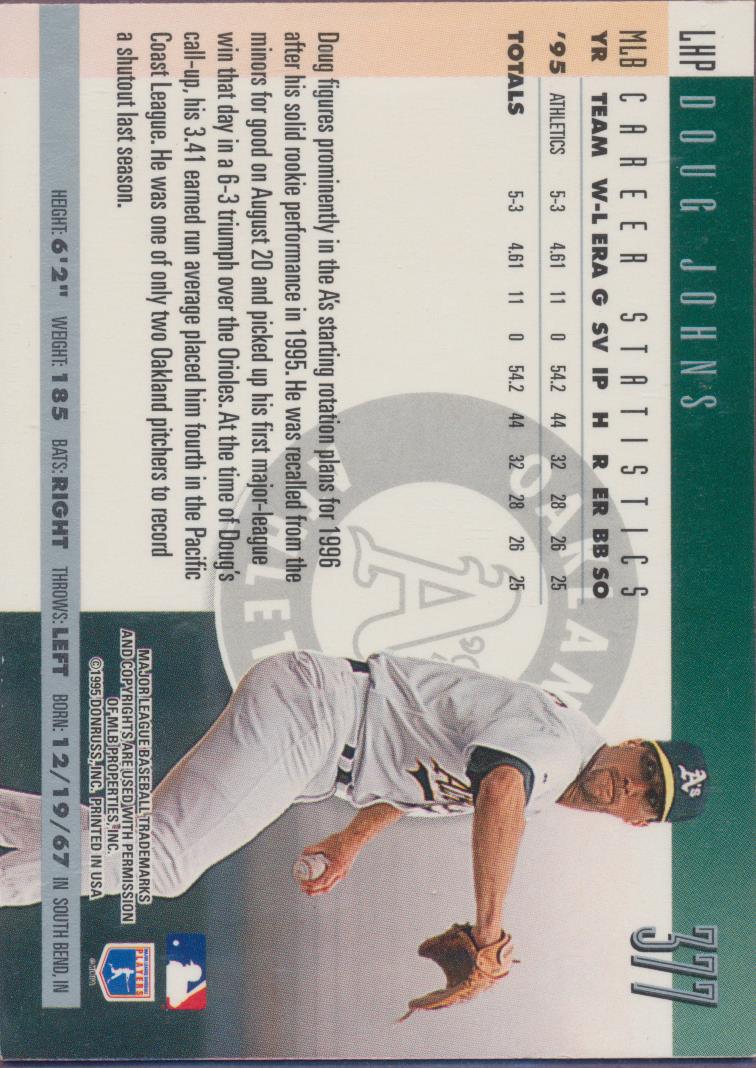 LHP DOUG JOHNS
377
MLB CAREER STATISTICS
YR TEAM W-L ERA G SV IP H R ER BB SO
'95 ATHLETICS 5-3 4.61 11 0 54.2 44 32 28 26 25
TOTALS 5-3 4.61 11 0 54.2 44 32 28 26 25
Doug figures prominently in the A's starting rotation plans for 1996
after his solid rookie performance in 1995. He was recalled from the
minors for good on August 20 and picked up his first major-league
win that day in a 6-3 triumph over the Orioles. At the time of Doug's
call-up, his 3.41 earned run average placed him fourth in the Pacific
Coast League. He was one of only two Oakland pitchers to record
a shutout last season.
OAKLAND
ATHLET
A's
A's
MAJOR LEAGUE BASEBALL TRADEMARKS
AND COPYRIGHTS ARE USED WITH PERMISSION
OF MLB PROPERTIES, INC.
©1995 DONRUSS, INC. PRINTED IN USA
MAJOR LEAGUE BASEBALL
PLAYERS
©MLBPA
HEIGHT: 6'2" WEIGHT: 185 BATS: RIGHT THROWS: LEFT BORN: 12/19/67 IN SOUTH BEND, IN